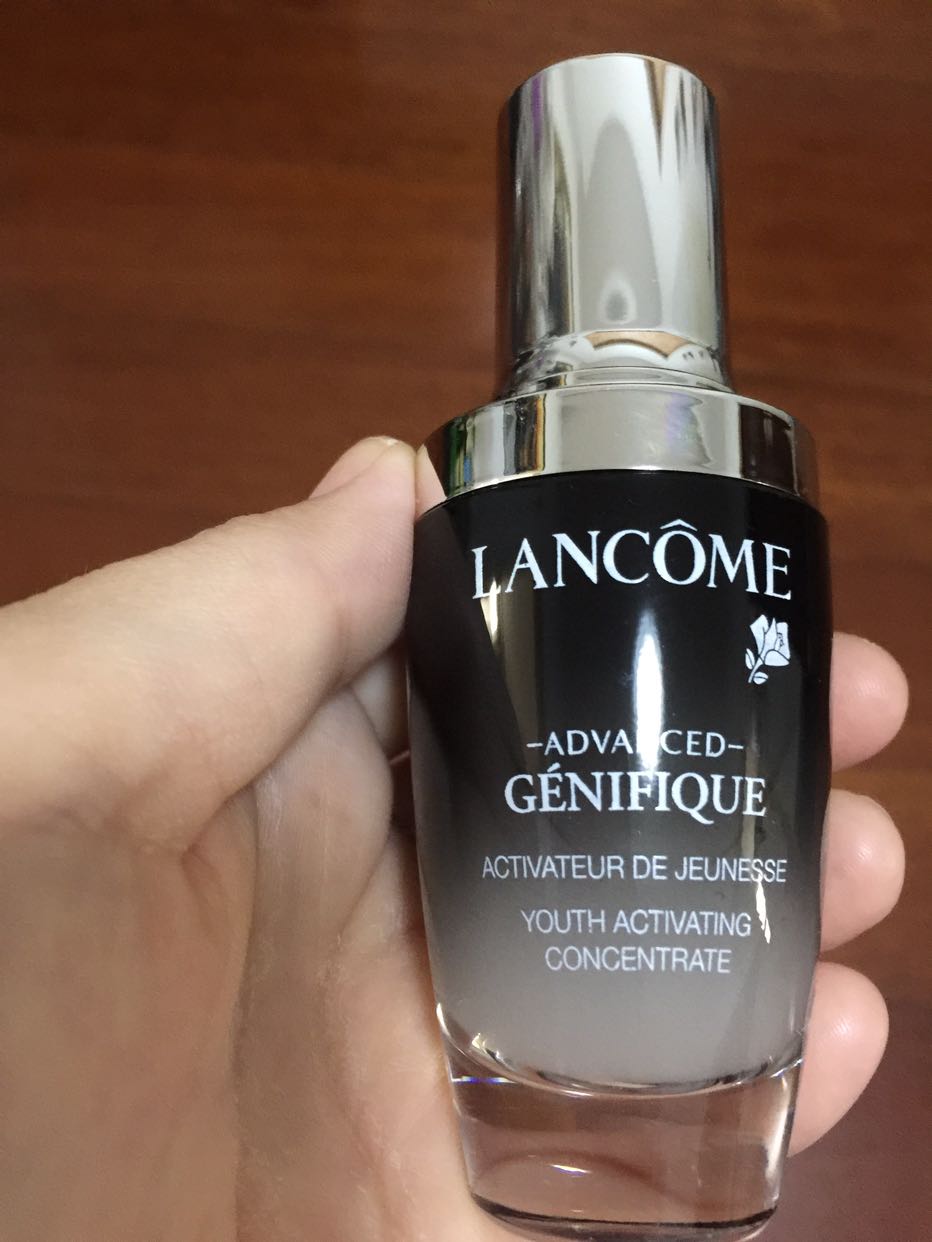 LANCÔME
-ADVANCED-
GÉNIFIQUE
ACTIVATEUR DE JEUNESSE
YOUTH ACTIVATING
CONCENTRATE